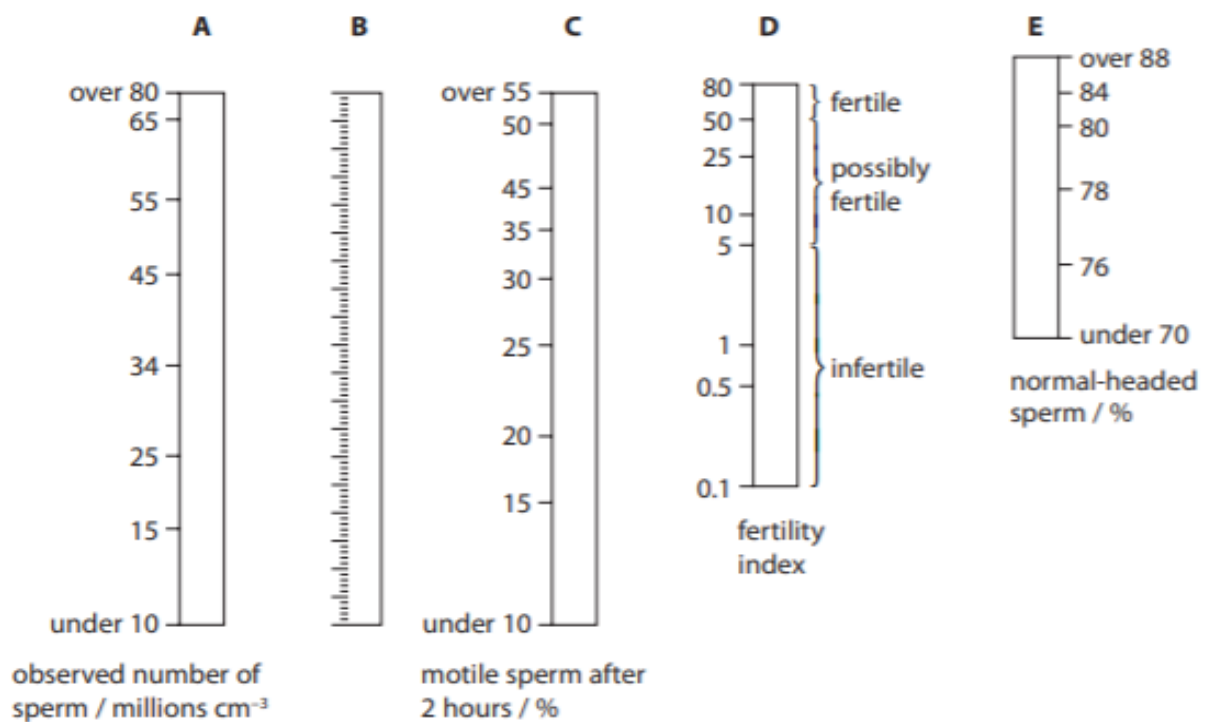 A
B
C
D
E
over 80
65
55
45
34
25
15
under 10
observed number of
sperm / millions cm⁻³
over 55
50
45
35
30
25
20
15
under 10
motile sperm after
2 hours / %
80
50
25
10
5
1
0.5
0.1
fertile
possibly
fertile
infertile
fertility
index
over 88
84
80
78
76
under 70
normal-headed
sperm / %